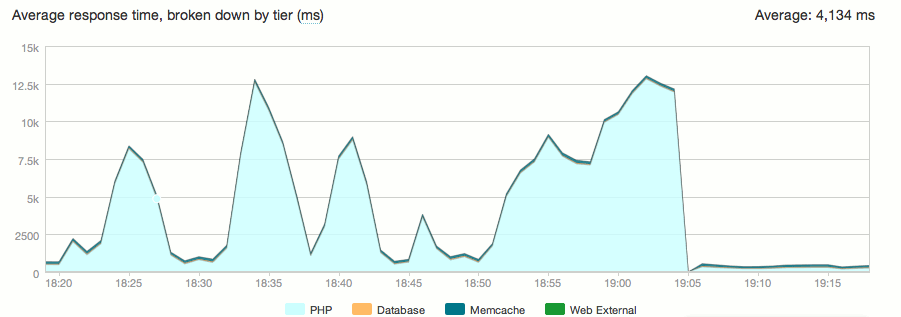 Average response time, broken down by tier (ms)
Average: 4,134 ms
15k
12.5k
10k
7.5k
5k
2500
0
18:20 18:25 18:30 18:35 18:40 18:45 18:50 18:55 19:00 19:05 19:10 19:15
PHP Database Memcache Web External